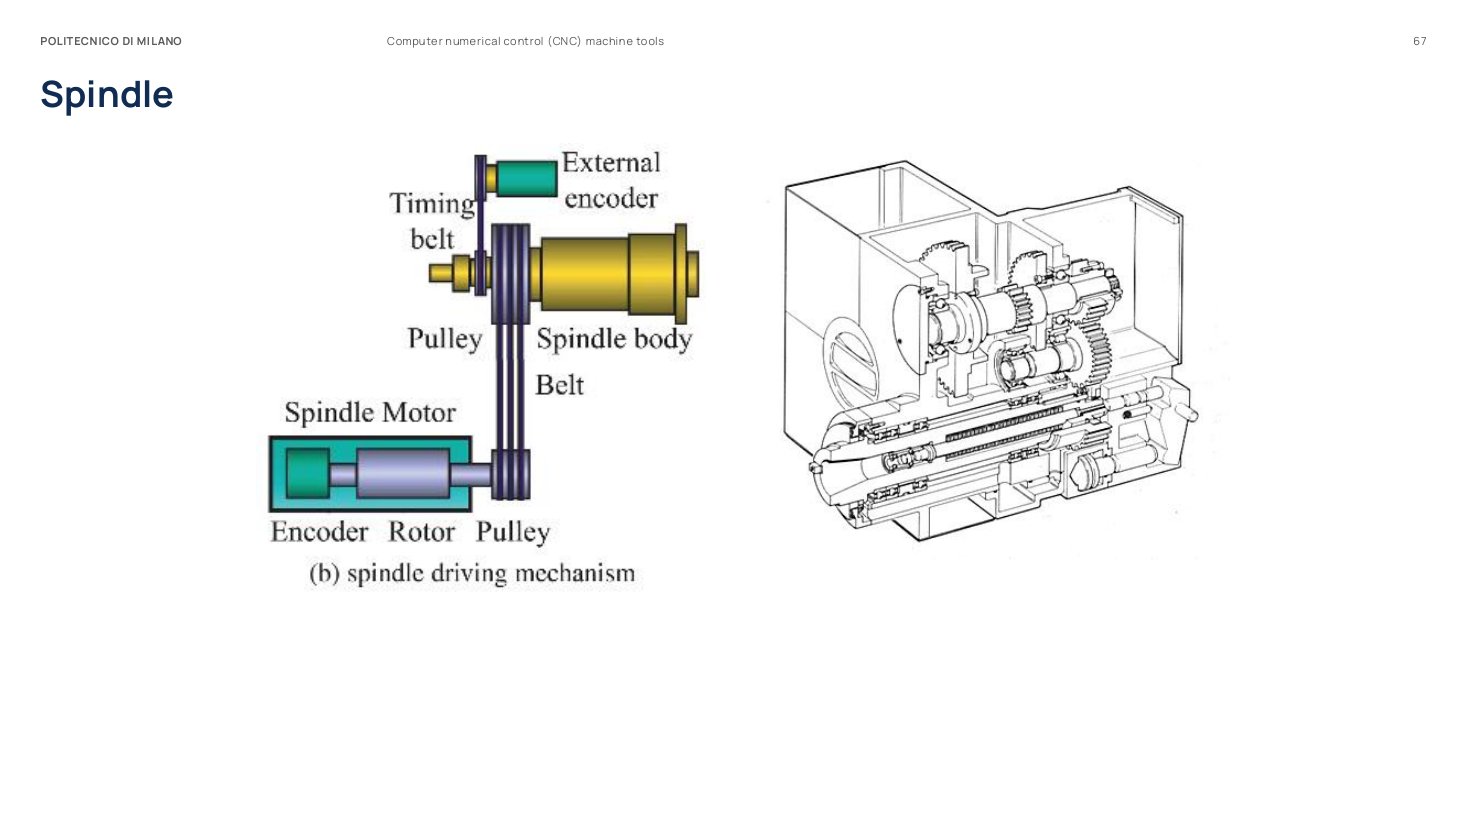 POLITECNICO DI MILANO
Computer numerical control (CNC) machine tools
67
Spindle
External
encoder
Timing
belt
Pulley
Spindle body
Belt
Spindle Motor
Encoder Rotor Pulley
(b) spindle driving mechanism